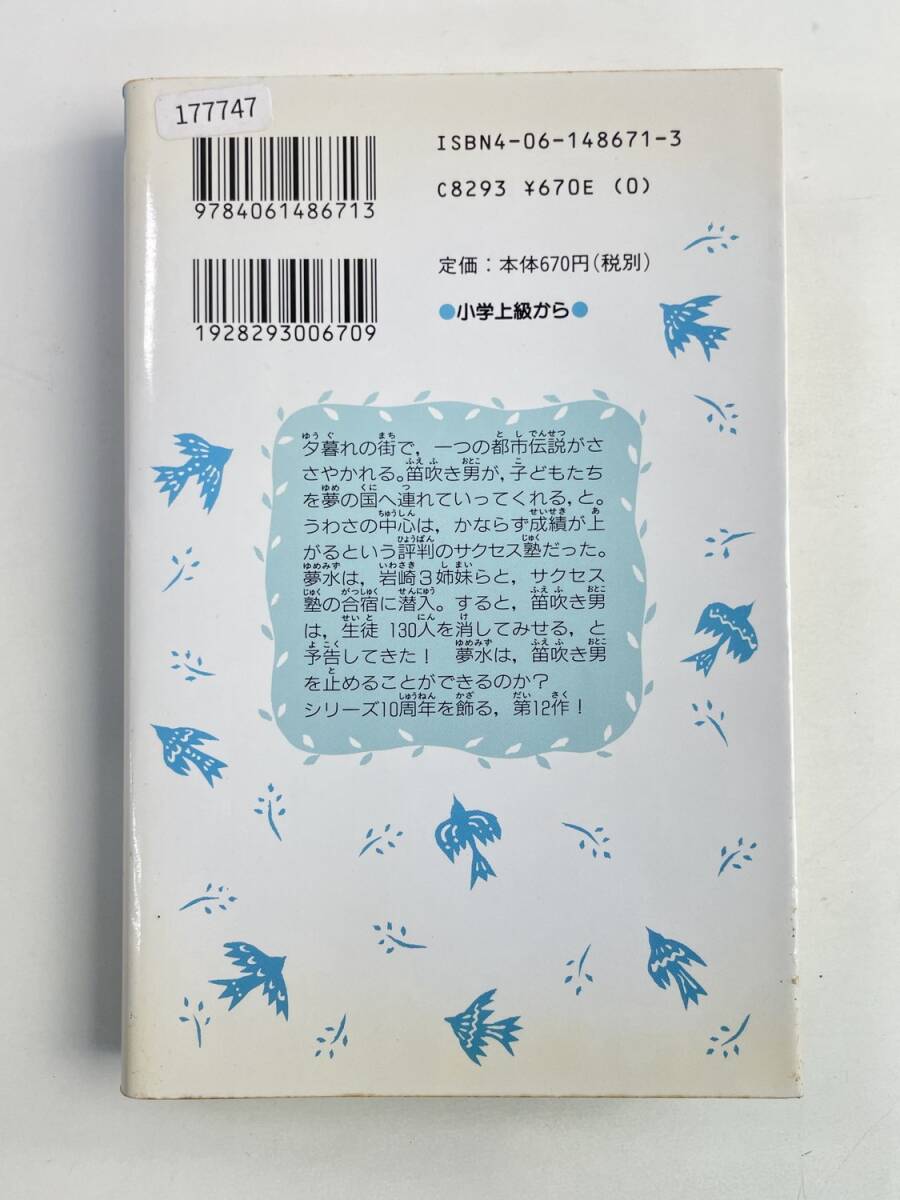 177747
ISBN4-06-148671-3
C8293 ¥670E (0)
9784061486713
定価：本体670円(税別)
1928293006709
●小学上級から●
夕暮れの街で，一つの都市伝説がさ
さやかれる。笛吹き男が，子どもたち
を夢の国へ連れていってくれる，と。
うわさの中心は，かならず成績が上
がるという評判のサクセス塾だった。
夢水は，岩崎３姉妹らと，サクセス
塾の合宿に潜入。すると，笛吹き男
は，生徒 130人を消してみせる，と
予告してきた！　夢水は，笛吹き男
を止めることができるのか？
シリーズ10周年を飾る，第12作！